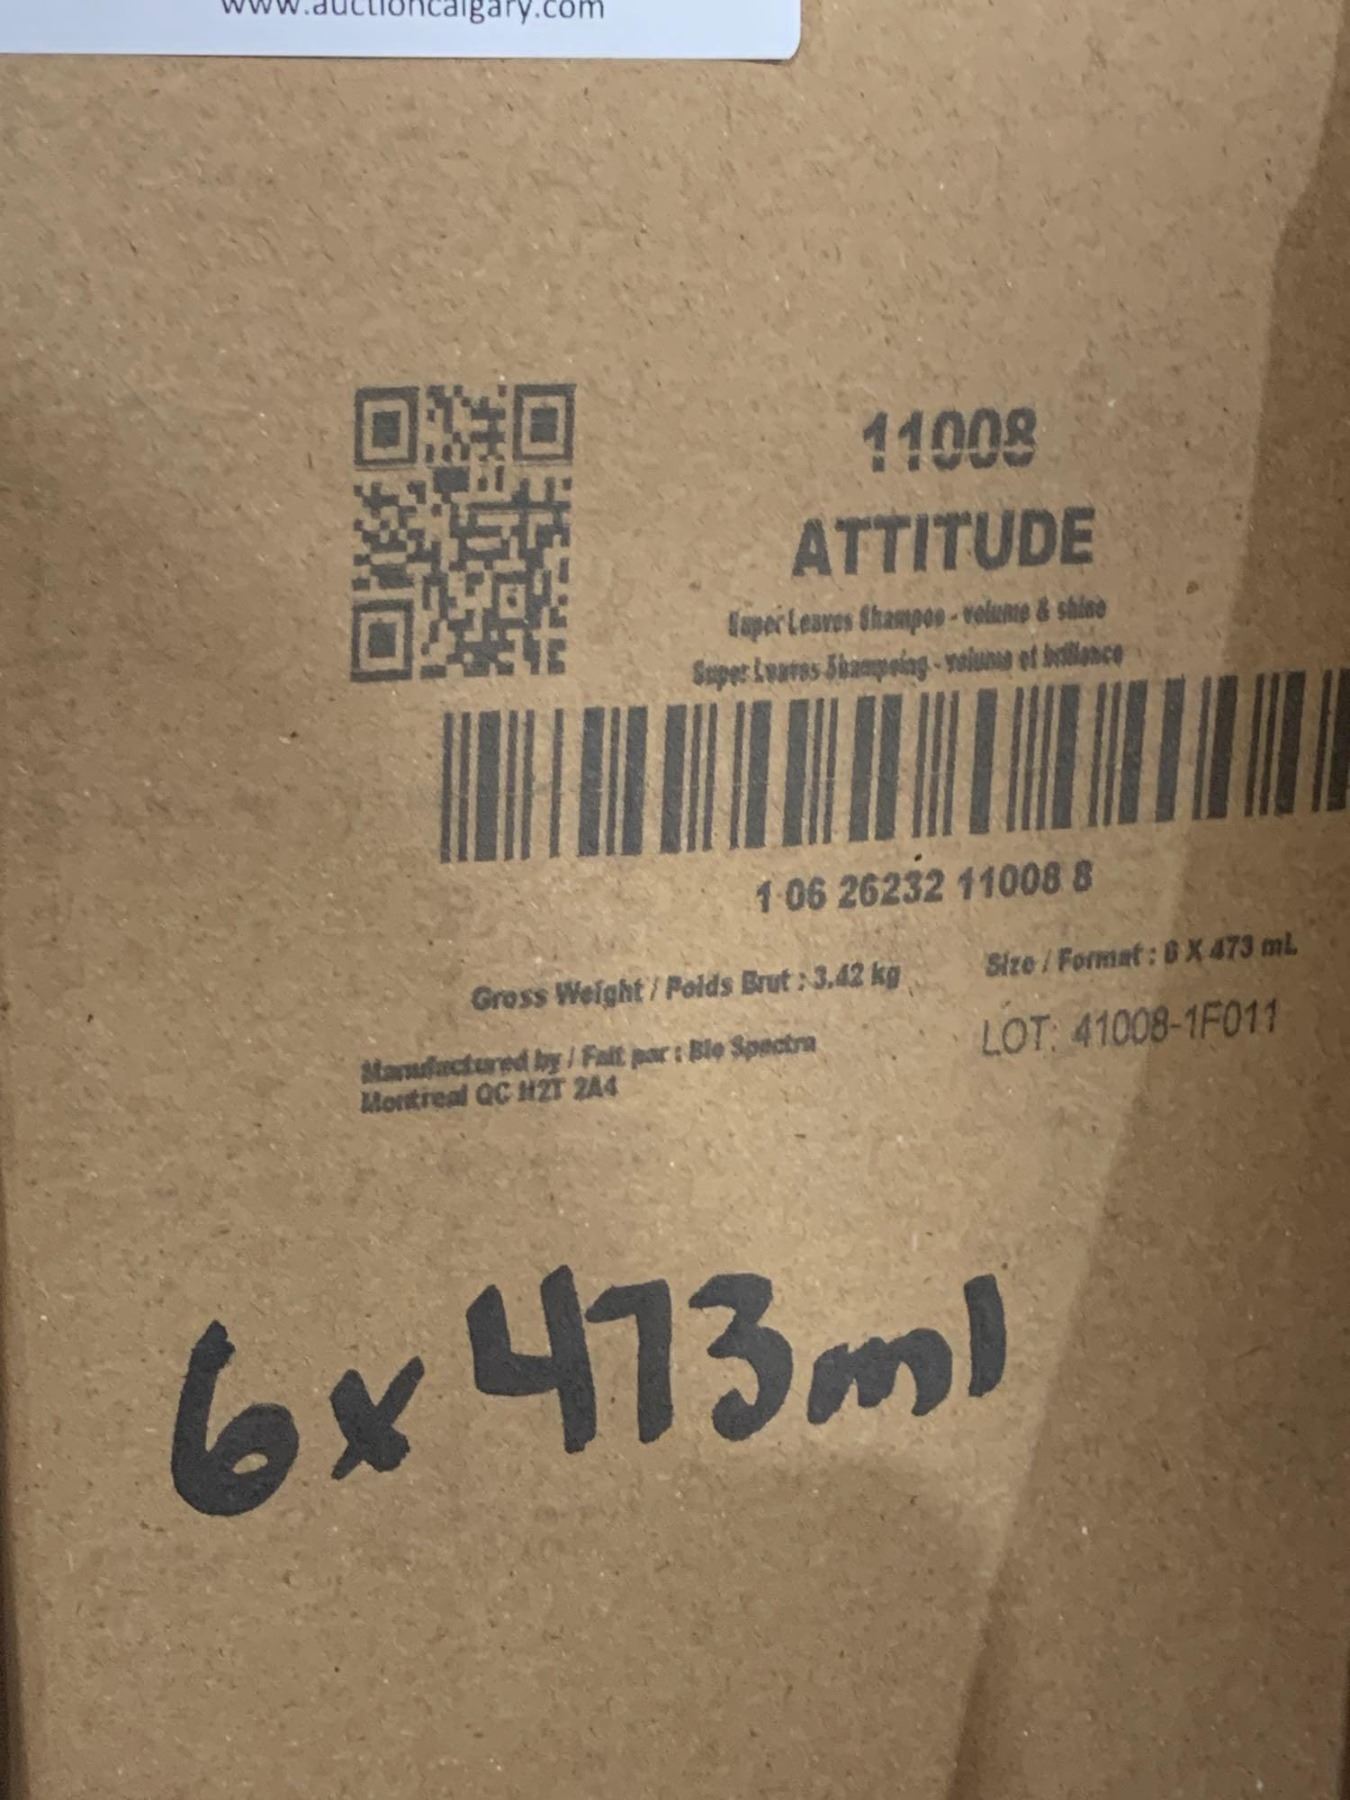 www.auctioncalgary.com
11008
ATTITUDE
Super Leaves Shampoo - volume & shine
Super Leaves Shampoing - volume et brillance
1 06 26232 11008 8
Gross Weight / Poids Brut : 3.42 kg
Size / Format : 6 X 473 mL
LOT: 41008-1F011
Manufactured by / Fait par : Bio Spectra
Montreal QC H2T 2A4
6x 473ml